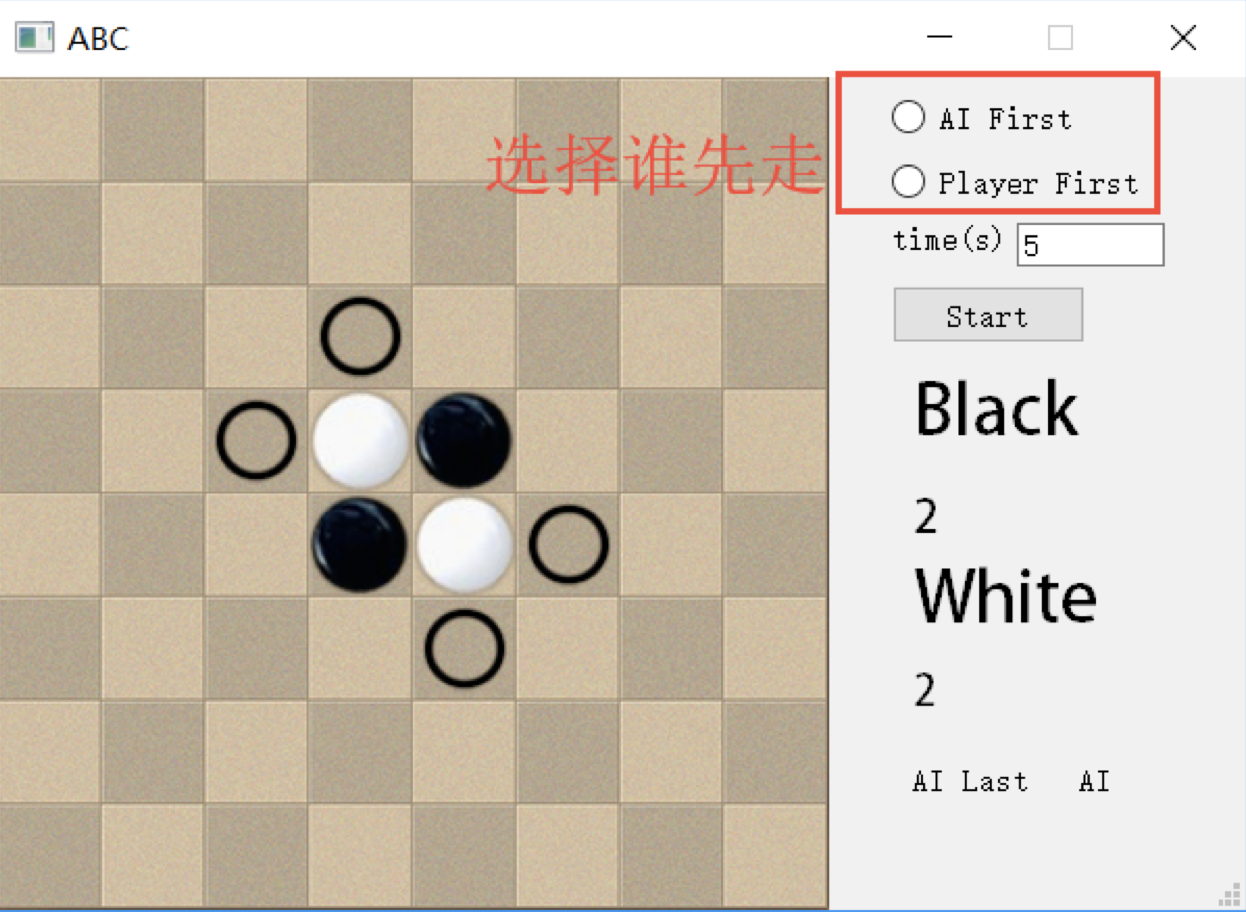 ABC
选择谁先走
AI First
Player First
time(s) 5
Start
Black
2
White
2
AI Last AI